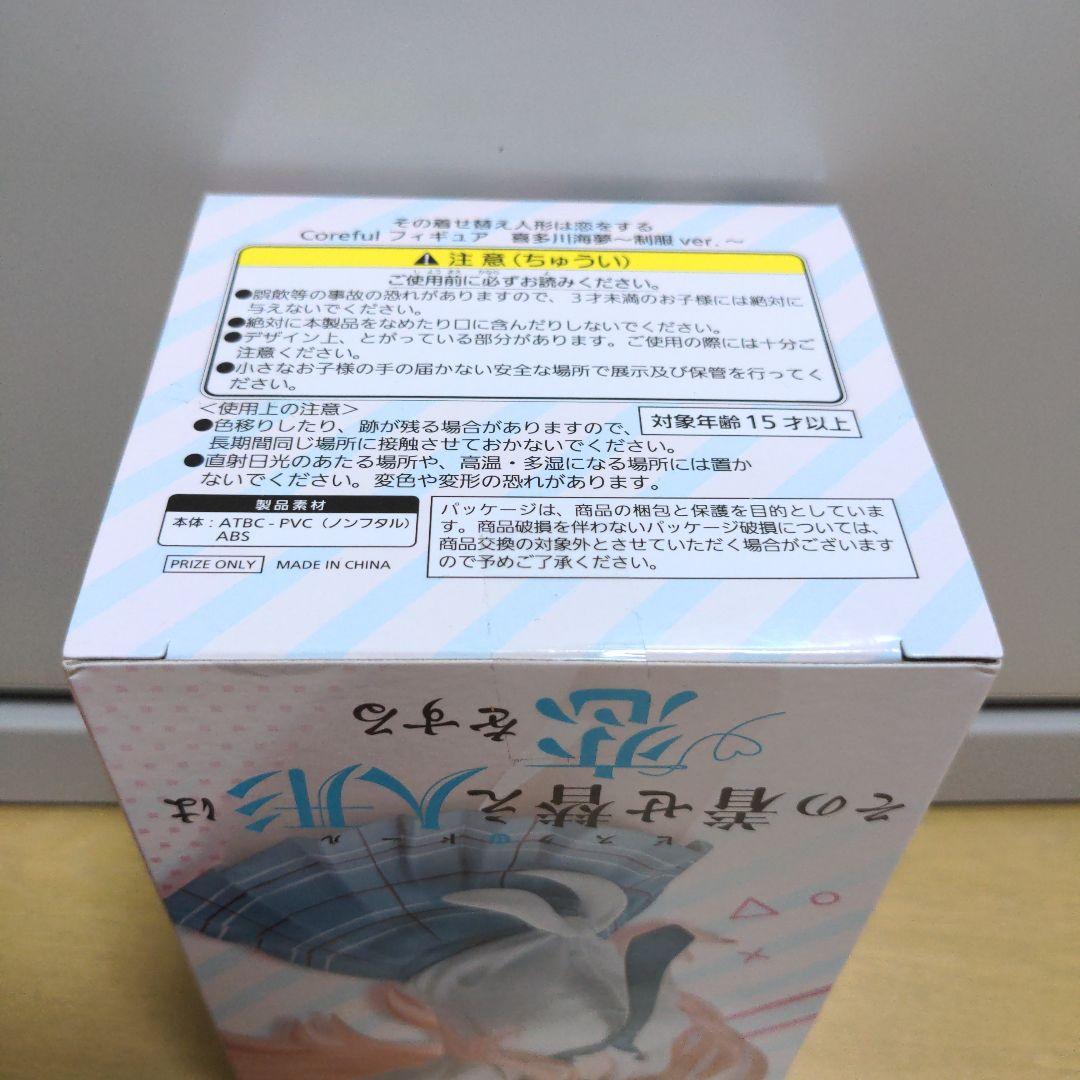 その着せ替え人形は恋をする
Coreful フィギュア　喜多川海夢～制服 ver.～
⚠ 注意(ちゅうい)
ご使用前に必ずお読みください。
●誤飲等の事故の恐れがありますので、3才未満のお子様には絶対に
与えないでください。
●絶対に本製品をなめたり口に含んだりしないでください。
●デザイン上、とがっている部分があります。ご使用の際には十分ご
注意ください。
●小さなお子様の手の届かない安全な場所で展示及び保管を行ってく
ださい。
＜使用上の注意＞
●色移りしたり、跡が残る場合がありますので、
長期間同じ場所に接触させておかないでください。
●直射日光のあたる場所や、高温・多湿になる場所には置か
ないでください。変色や変形の恐れがあります。
対象年齢 15 才以上
製品素材
本体：ATBC-PVC（ノンフタル）
ABS
PRIZE ONLY MADE IN CHINA
パッケージは、商品の梱包と保護を目的としていま
す。商品破損を伴わないパッケージ破損については、
商品交換の対象外とさせていただく場合がございます
ので予めご了承ください。
ビスク・ドール
その着せ替え人形は
恋をする